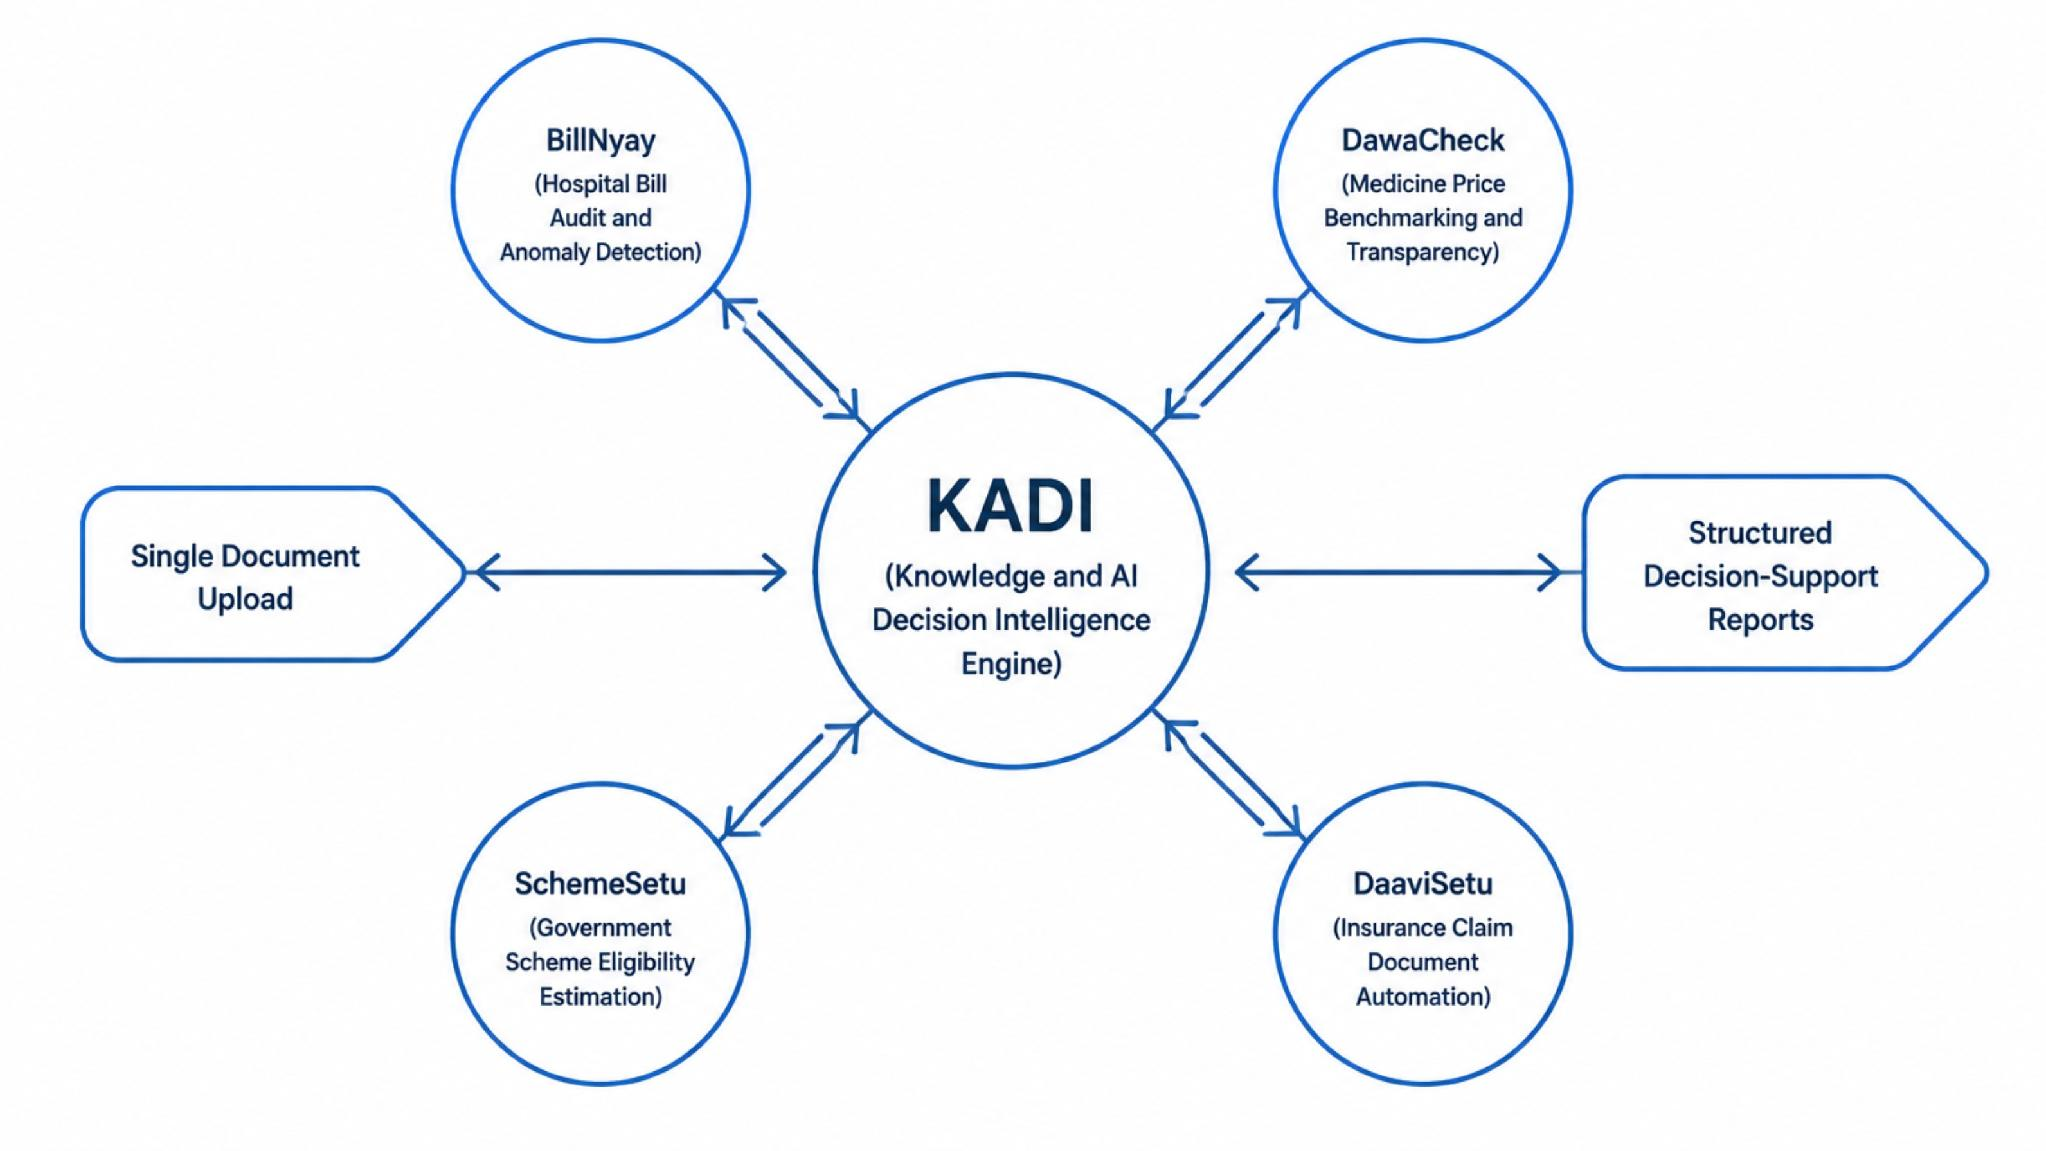 BillNyay
(Hospital Bill
Audit and
Anomaly Detection)
DawaCheck
(Medicine Price
Benchmarking and
Transparency)
Single Document
Upload
KADI
(Knowledge and AI
Decision Intelligence
Engine)
Structured
Decision-Support
Reports
SchemeSetu
(Government
Scheme Eligibility
Estimation)
DaaviSetu
(Insurance Claim
Document
Automation)